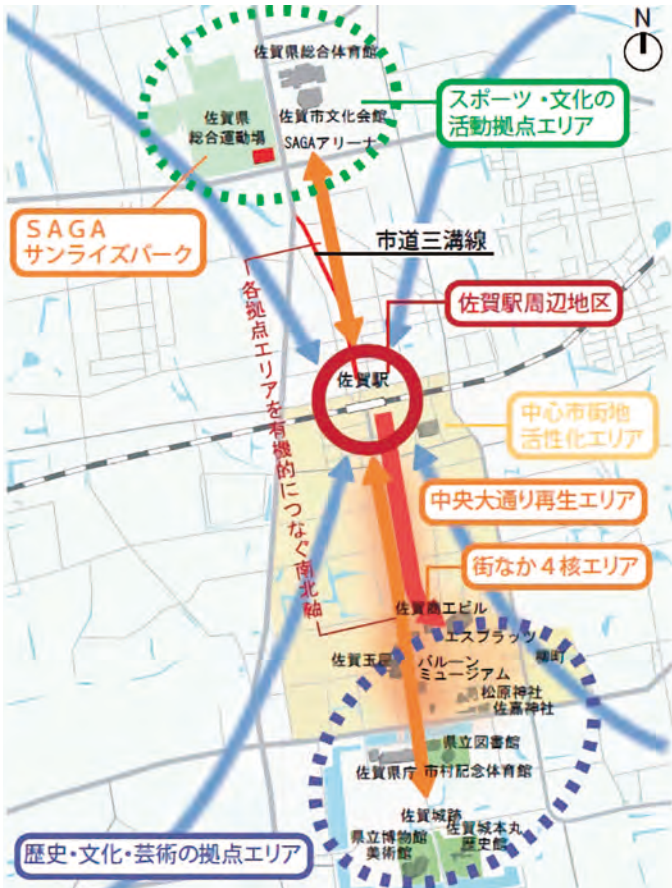 N
佐賀県総合体育館
スポーツ・文化の
活動拠点エリア
佐賀県
総合運動場
佐賀市文化会館
SAGAアリーナ
SAGA
サンライズパーク
市道三溝線
佐賀駅周辺地区
佐賀駅
各拠点エリアを有機的につなぐ南北軸
中心市街地
活性化エリア
中央大通り再生エリア
街なか4核エリア
佐賀商工ビル
エスプラッツ
柳町
佐賀玉屋
バルーン
ミュージアム
松原神社
佐嘉神社
県立図書館
佐賀県庁
市村記念体育館
佐賀城跡
県立博物館
美術館
佐賀城本丸
歴史館
歴史・文化・芸術の拠点エリア